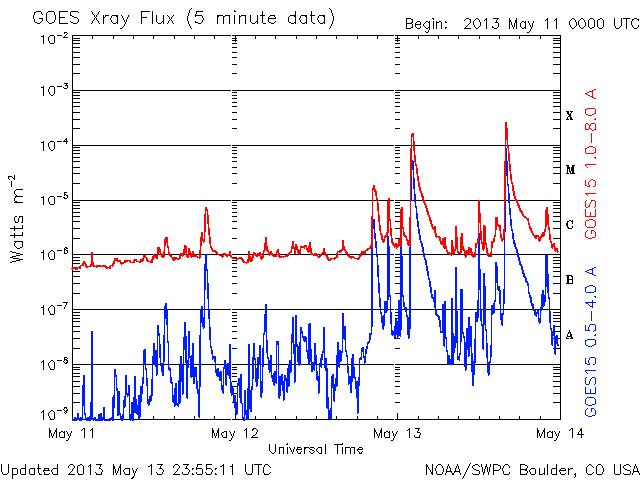 GOES Xray Flux (5 minute data)
Begin: 2013 May 11 0000 UTC
10⁻²
10⁻³
10⁻⁴
10⁻⁵
10⁻⁶
10⁻⁷
10⁻⁸
10⁻⁹
Watts m⁻²
X
M
C
B
A
GOES15 1.0-8.0 A
GOES15 0.5-4.0 A
May 11
May 12
May 13
May 14
Universal Time
Updated 2013 May 13 23:55:11 UTC
NOAA/SWPC Boulder, CO USA